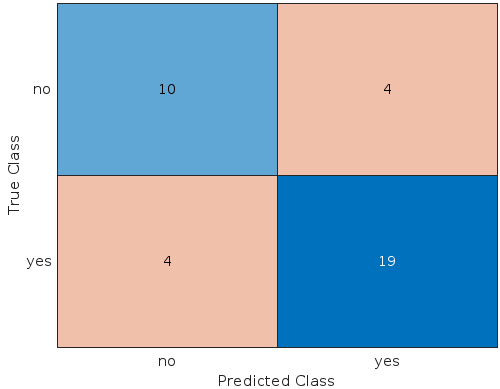 True Class
no
10
4
yes
4
19
no
yes
Predicted Class